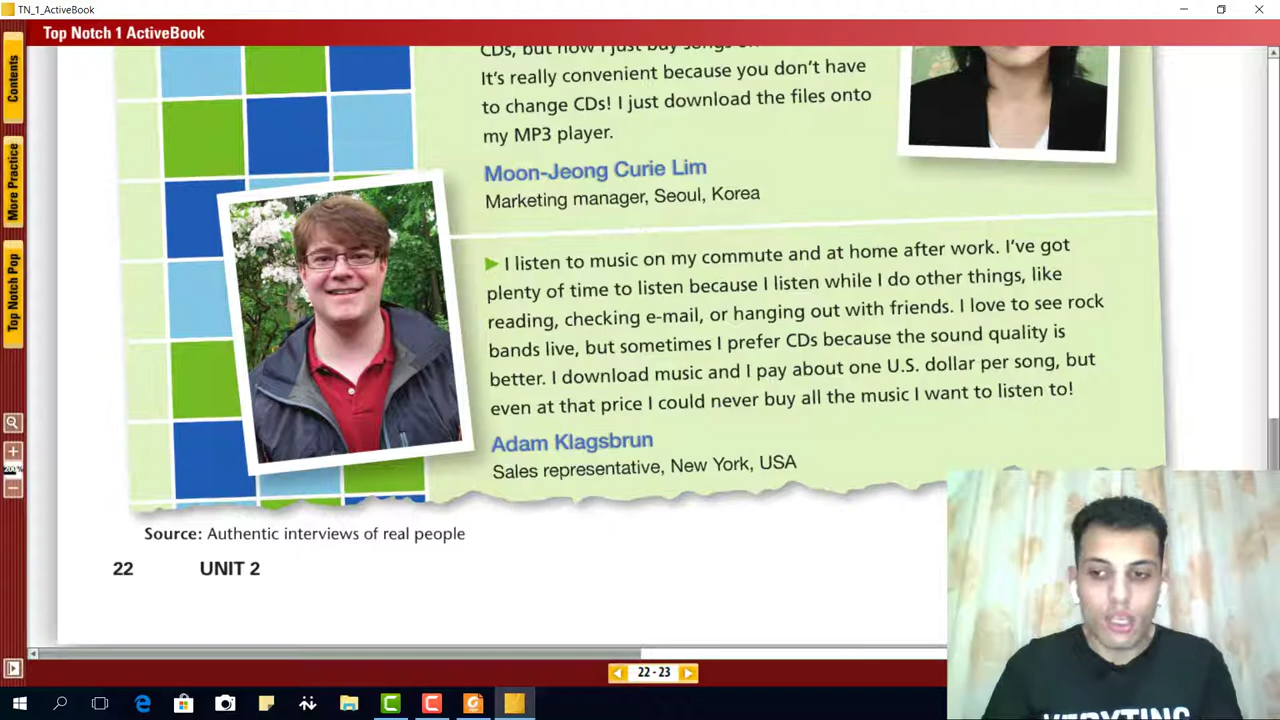 TN_1_ActiveBook
Top Notch 1 ActiveBook
Contents
More Practice
Top Notch Pop
CDs, but now I just buy songs
It's really convenient because you don't have
to change CDs! I just download the files onto
my MP3 player.
Moon-Jeong Curie Lim
Marketing manager, Seoul, Korea
I listen to music on my commute and at home after work. I've got
plenty of time to listen because I listen while I do other things, like
reading, checking e-mail, or hanging out with friends. I love to see rock
bands live, but sometimes I prefer CDs because the sound quality is
better. I download music and I pay about one U.S. dollar per song, but
even at that price I could never buy all the music I want to listen to!
Adam Klagsbrun
Sales representative, New York, USA
Source: Authentic interviews of real people
22 UNIT 2
22-23